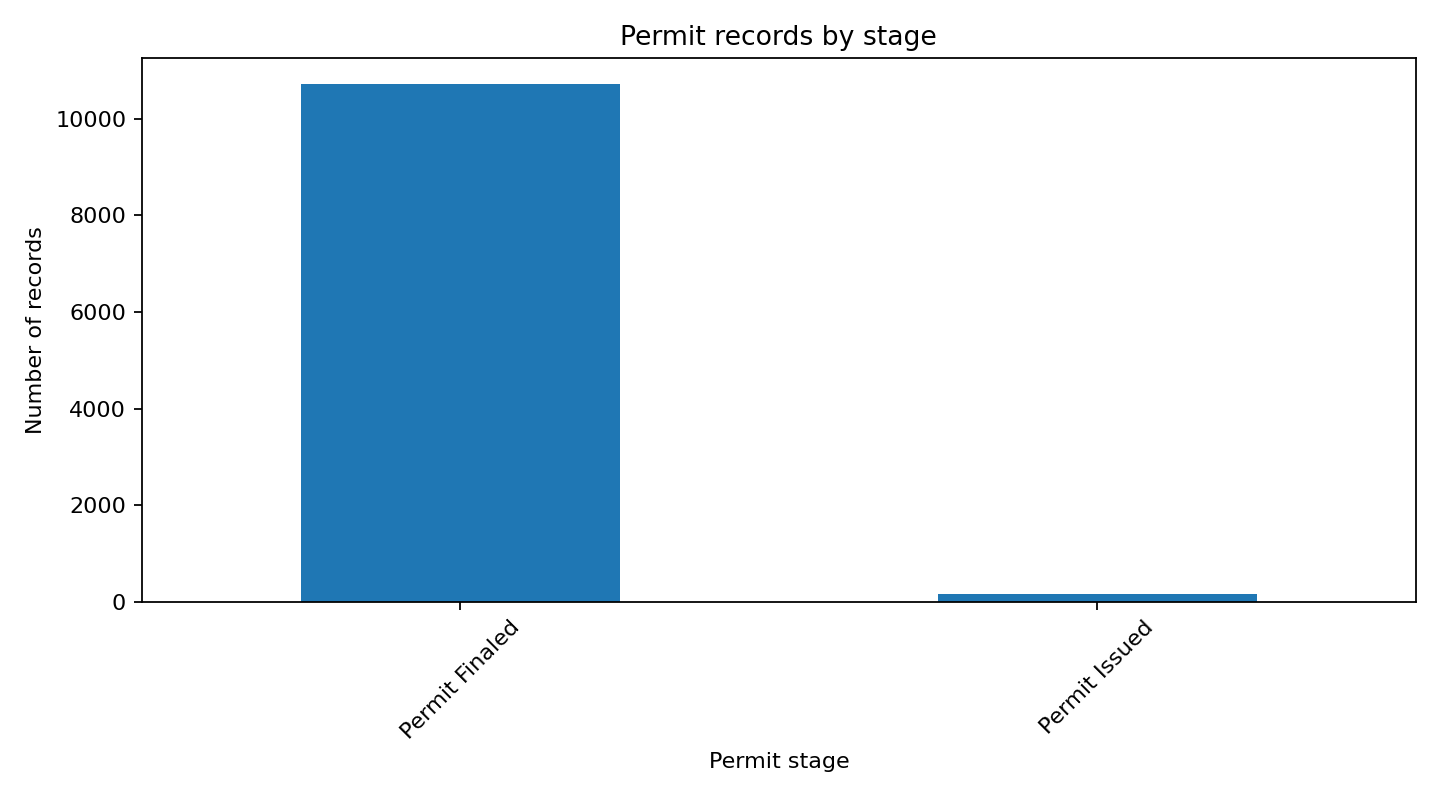 Permit records by stage
Number of records
10000
8000
6000
4000
2000
0
Permit Finaled
Permit Issued
Permit stage